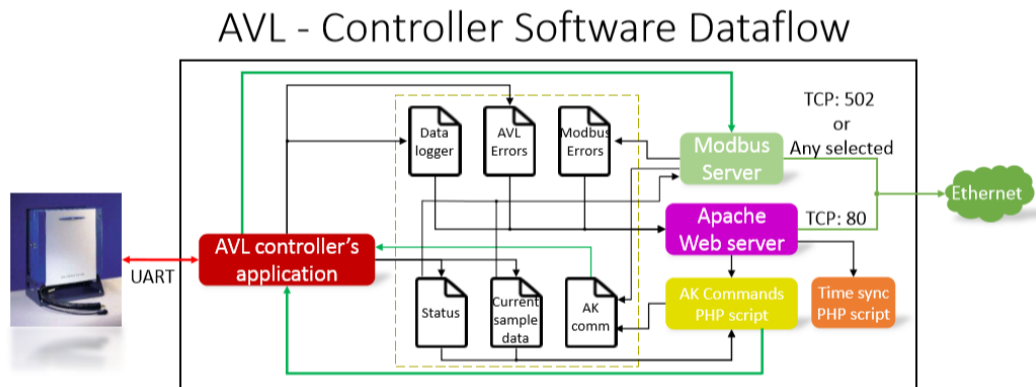 AVL - Controller Software Dataflow
TCP: 502
or
Any selected
Data
logger
AVL
Errors
Modbus
Errors
Modbus
Server
Ethernet
Apache
Web server
TCP: 80
AVL controller's
application
UART
Status
Current
sample
data
AK
comm
AK Commands
PHP script
Time sync
PHP script